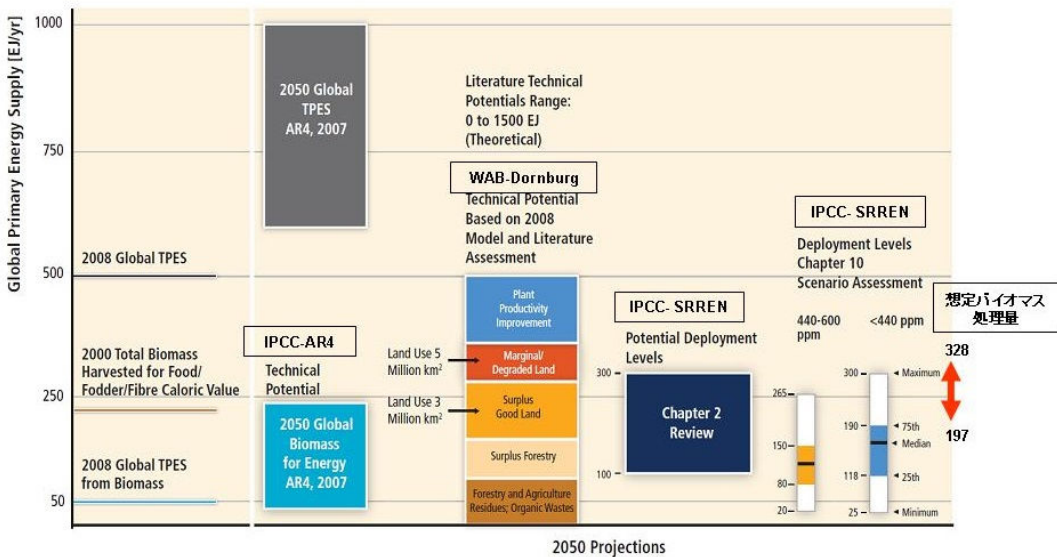 Global Primary Energy Supply [EJ/yr]
1000
750
500
250
50
2008 Global TPES
2000 Total Biomass
Harvested for Food/
Fodder/Fibre Caloric Value
2008 Global TPES
from Biomass
2050 Global
TPES
AR4, 2007
IPCC-AR4
Technical
Potential
2050 Global
Biomass
for Energy
AR4, 2007
Literature Technical
Potentials Range:
0 to 1500 EJ
(Theoretical)
WAB-Dornburg
Technical Potential
Based on 2008
Model and Literature
Assessment
Plant
Productivity
Improvement
Land Use 5
Million km²
Marginal/
Degraded Land
Land Use 3
Million km²
Surplus
Good Land
Surplus Forestry
Forestry and Agriculture
Residues; Organic Wastes
IPCC- SRREN
Potential Deployment
Levels
300
Chapter 2
Review
100
IPCC- SRREN
Deployment Levels
Chapter 10
Scenario Assessment
440-600
ppm
<440 ppm
265
150
80
20
300
190
118
25
Maximum
75th
Median
25th
Minimum
想定バイオマス
処理量
328
197
2050 Projections